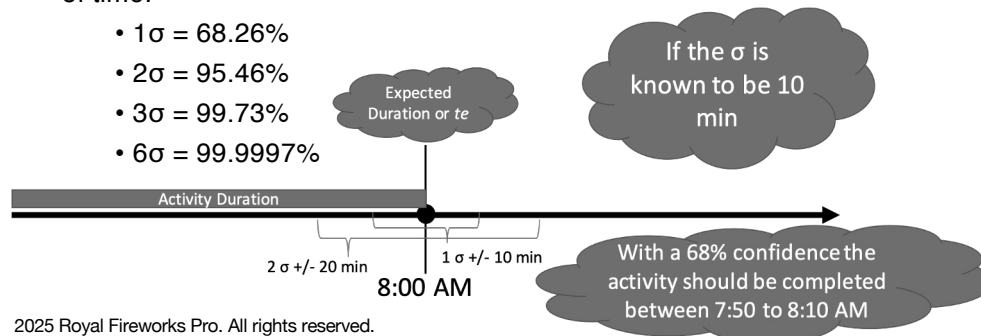 • 1σ = 68.26%
• 2σ = 95.46%
• 3σ = 99.73%
• 6σ = 99.9997%
Expected
Duration or te
If the σ is
known to be 10
min
Activity Duration
2 σ +/- 20 min
1 σ +/- 10 min
8:00 AM
With a 68% confidence the
activity should be completed
between 7:50 to 8:10 AM
2025 Royal Fireworks Pro. All rights reserved.